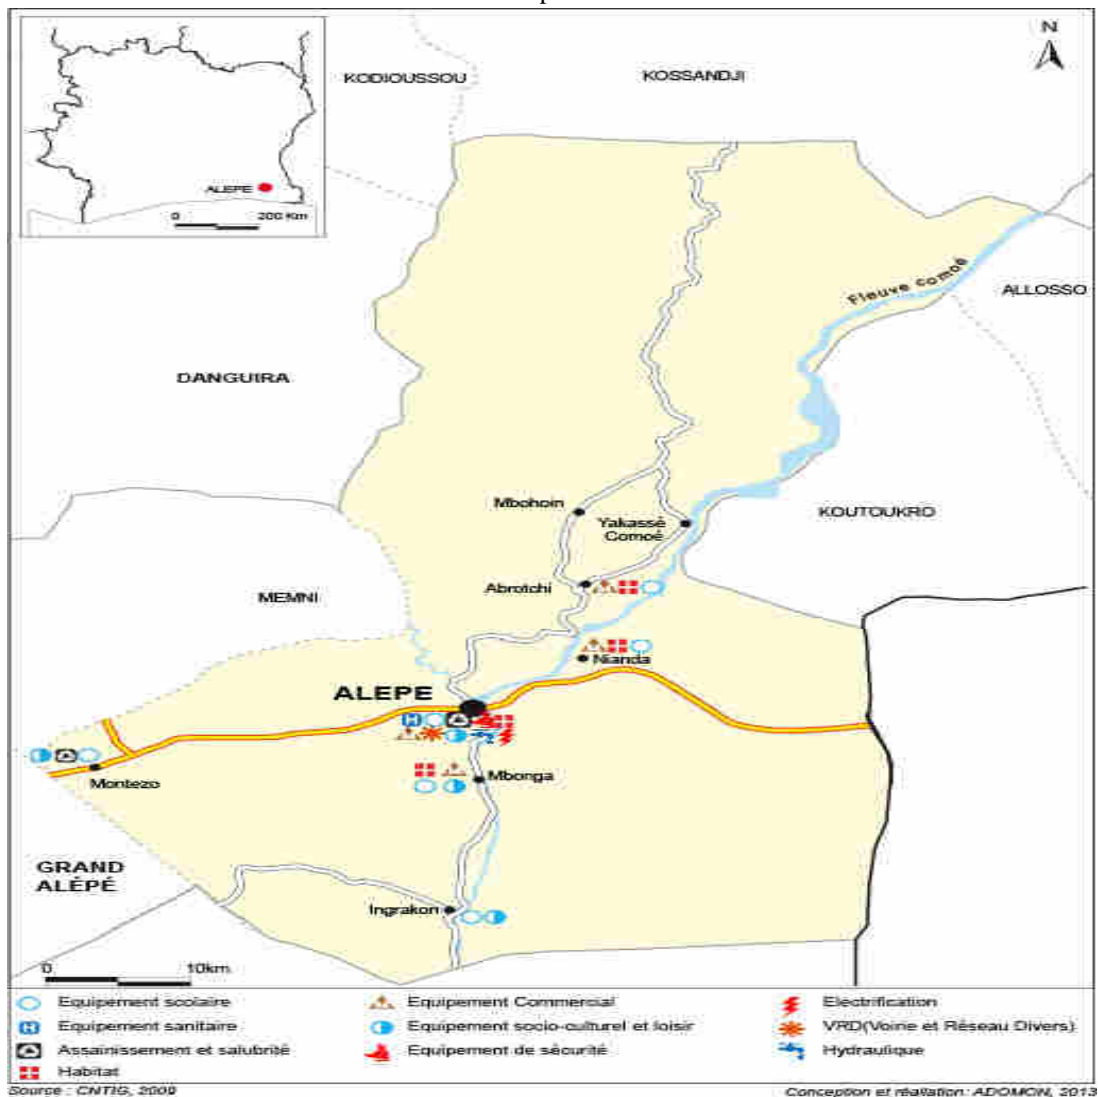 N
KODIOUSSOU
KOSSANDJI
ALEPE
0 200 Km
Fleuve comoé
ALLOSSO
DANGUIRA
Mbohoin
Yakassé
Comoé
KOUTOUKRO
Abrotchi
MEMNI
Nianda
ALEPE
Montezo
Mbonga
GRAND
ALÉPÉ
Ingrakon
0 10km
Equipement scolaire
Equipement Commercial
Electrification
Equipement sanitaire
Equipement socio-culturel et loisir
VRD(Voirie et Réseau Divers)
Assainissement et salubrité
Equipement de sécurité
Hydraulique
Habitat
Source : CNTIG, 2009
Conception et réaliation: ADOMON, 2013